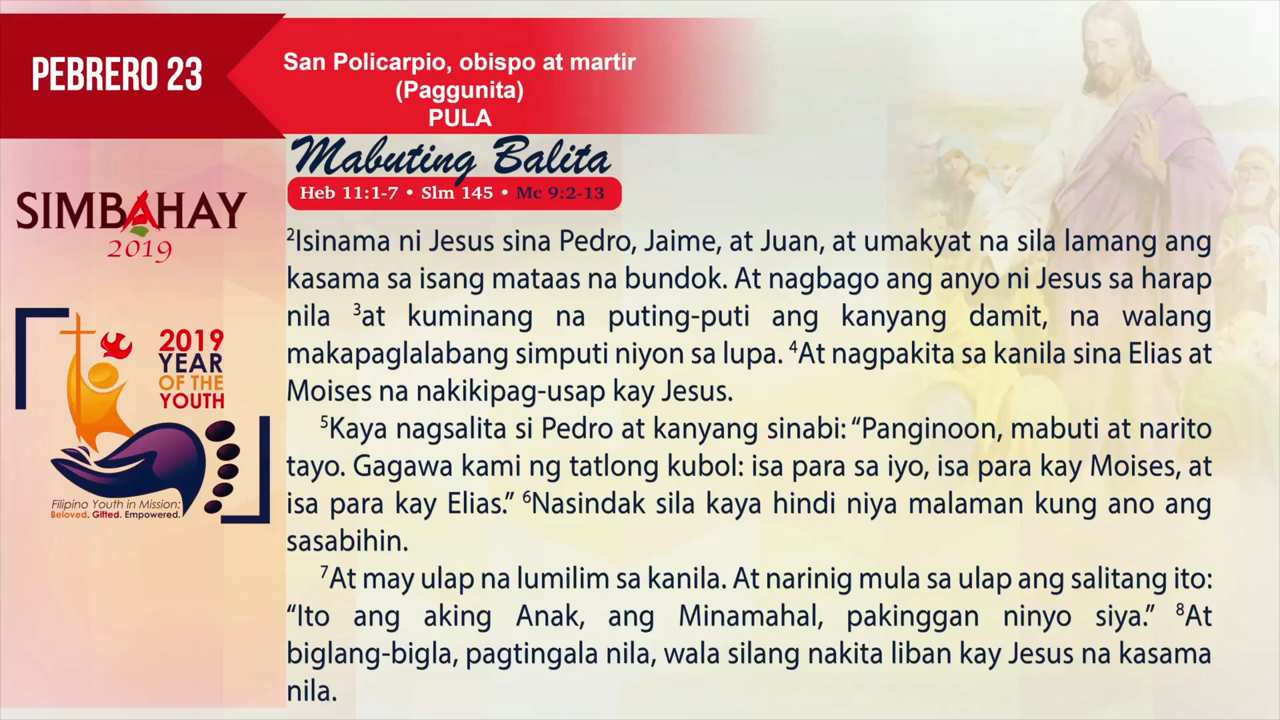 PEBRERO 23
San Policarpio, obispo at martir
(Paggunita)
PULA
Mabuting Balita
Heb 11:1-7 • Slm 145 • Mc 9:2-13
SIMBAHAY
2019
2019
YEAR
OF THE
YOUTH
Filipino Youth in Mission:
Beloved. Gifted. Empowered.
²Isinama ni Jesus sina Pedro, Jaime, at Juan, at umakyat na sila lamang ang
kasama sa isang mataas na bundok. At nagbago ang anyo ni Jesus sa harap
nila ³at kuminang na puting-puti ang kanyang damit, na walang
makapaglalabang simputi niyon sa lupa. ⁴At nagpakita sa kanila sina Elias at
Moises na nakikipag-usap kay Jesus.
⁵Kaya nagsalita si Pedro at kanyang sinabi: “Panginoon, mabuti at narito
tayo. Gagawa kami ng tatlong kubol: isa para sa iyo, isa para kay Moises, at
isa para kay Elias.” ⁶Nasindak sila kaya hindi niya malaman kung ano ang
sasabihin.
⁷At may ulap na lumilim sa kanila. At narinig mula sa ulap ang salitang ito:
“Ito ang aking Anak, ang Minamahal, pakinggan ninyo siya.” ⁸At
biglang-bigla, pagtingala nila, wala silang nakita liban kay Jesus na kasama
nila.